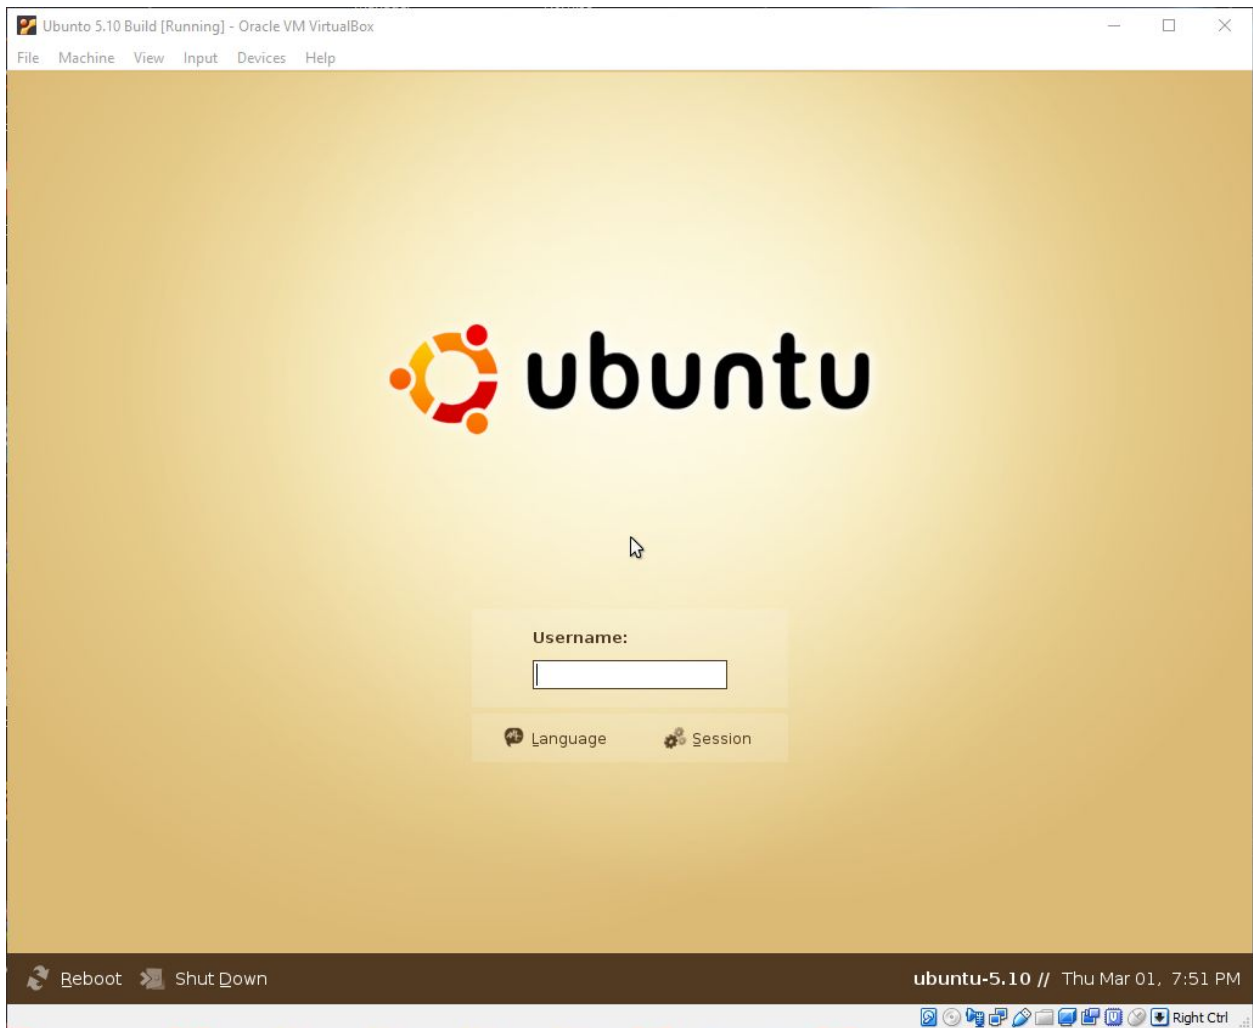 Ubunto 5.10 Build [Running] - Oracle VM VirtualBox
File Machine View Input Devices Help
ubuntu
Username:
Language Session
Reboot Shut Down ubuntu-5.10 // Thu Mar 01, 7:51 PM
Right Ctrl